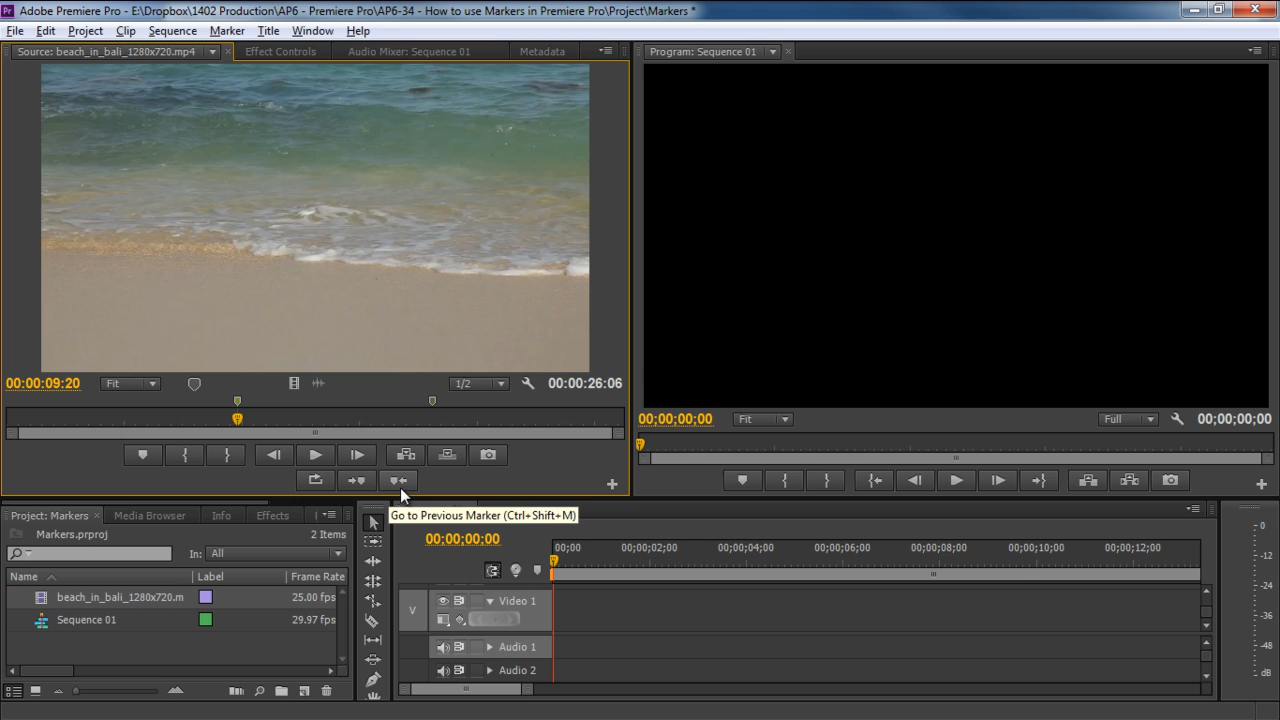 Adobe Premiere Pro - E:\Dropbox\1402 Production\AP6 - Premiere Pro\AP6-34 - How to use Markers in Premiere Pro\Project\Markers *
File Edit Project Clip Sequence Marker Title Window Help
Source: beach_in_bali_1280x720.mp4 Effect Controls Audio Mixer: Sequence 01 Metadata
Program: Sequence 01
00:00:09:20 Fit 1/2 00:00:26:06
00;00;00;00 Fit Full 00;00;00;00
Go to Previous Marker (Ctrl+Shift+M)
Project: Markers Media Browser Info Effects
Markers.prproj 2 Items
In: All
Name Label Frame Rate
beach_in_bali_1280x720.m 25.00 fps
Sequence 01 29.97 fps
00;00;00;00
00;00 00;00;02;00 00;00;04;00 00;00;06;00 00;00;08;00 00;00;10;00 00;00;12;00
V Video 1
Audio 1
Audio 2
0
-12
-24
-36
-48
dB